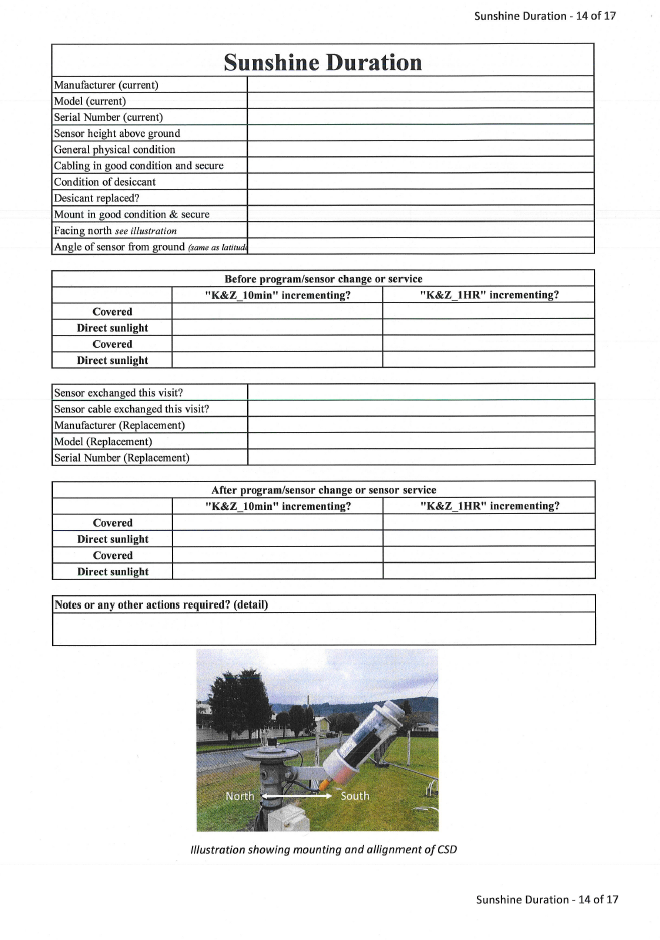 Sunshine Duration - 14 of 17
Sunshine Duration
Manufacturer (current)
Model (current)
Serial Number (current)
Sensor height above ground
General physical condition
Cabling in good condition and secure
Condition of desiccant
Desicant replaced?
Mount in good condition & secure
Facing north see illustration
Angle of sensor from ground (same as latitude
Before program/sensor change or service
"K&Z_10min" incrementing? "K&Z_1HR" incrementing?
Covered
Direct sunlight
Covered
Direct sunlight
Sensor exchanged this visit?
Sensor cable exchanged this visit?
Manufacturer (Replacement)
Model (Replacement)
Serial Number (Replacement)
After program/sensor change or sensor service
"K&Z_10min" incrementing? "K&Z_1HR" incrementing?
Covered
Direct sunlight
Covered
Direct sunlight
Notes or any other actions required? (detail)
North South
Illustration showing mounting and allignment of CSD
Sunshine Duration - 14 of 17